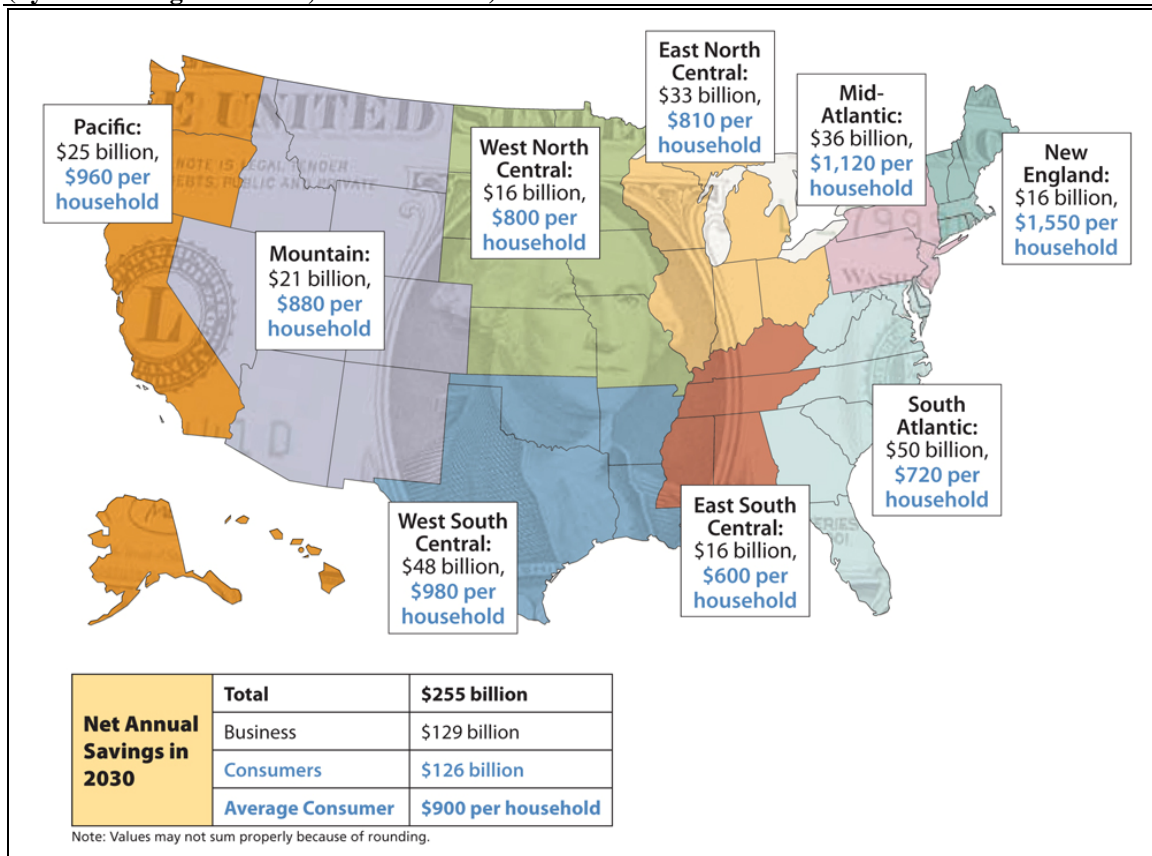 East North
Central:
$33 billion,
$810 per
household
Mid-
Atlantic:
$36 billion,
$1,120 per
household
Pacific:
$25 billion,
$960 per
household
West North
Central:
$16 billion,
$800 per
household
New
England:
$16 billion,
$1,550 per
household
Mountain:
$21 billion,
$880 per
household
South
Atlantic:
$50 billion,
$720 per
household
West South
Central:
$48 billion,
$980 per
household
East South
Central:
$16 billion,
$600 per
household
Net Annual
Savings in
2030
Total $255 billion
Business $129 billion
Consumers $126 billion
Average Consumer $900 per household
Note: Values may not sum properly because of rounding.